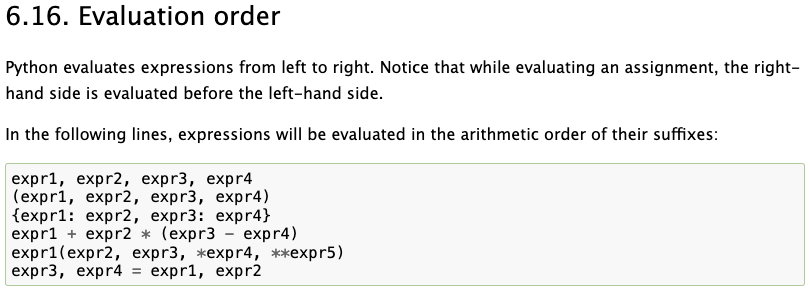 6.16. Evaluation order
Python evaluates expressions from left to right. Notice that while evaluating an assignment, the right-
hand side is evaluated before the left-hand side.
In the following lines, expressions will be evaluated in the arithmetic order of their suffixes:
expr1, expr2, expr3, expr4
(expr1, expr2, expr3, expr4)
{expr1: expr2, expr3: expr4}
expr1 + expr2 * (expr3 - expr4)
expr1(expr2, expr3, *expr4, **expr5)
expr3, expr4 = expr1, expr2